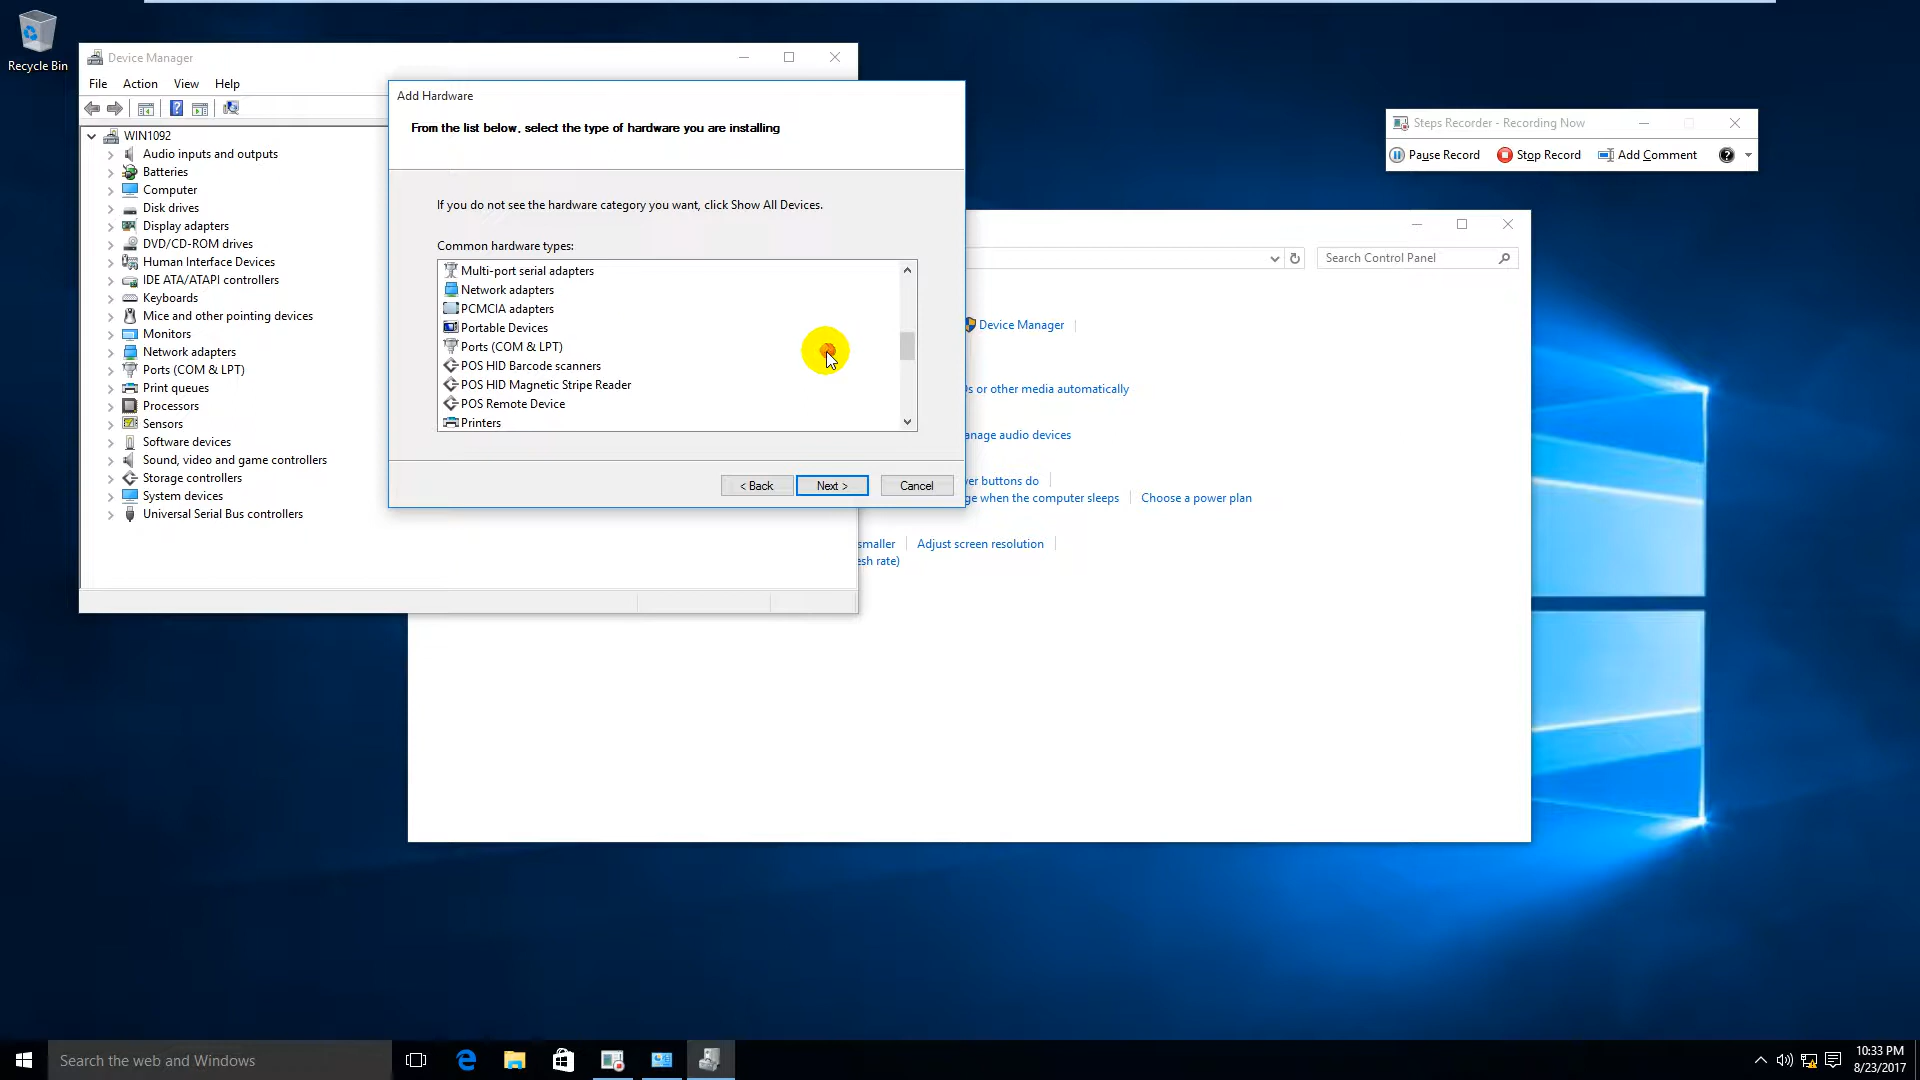 Recycle Bin
Device Manager
File Action View Help
WIN1092
Audio inputs and outputs
Batteries
Computer
Disk drives
Display adapters
DVD/CD-ROM drives
Human Interface Devices
IDE ATA/ATAPI controllers
Keyboards
Mice and other pointing devices
Monitors
Network adapters
Ports (COM & LPT)
Print queues
Processors
Sensors
Software devices
Sound, video and game controllers
Storage controllers
System devices
Universal Serial Bus controllers
Add Hardware
From the list below, select the type of hardware you are installing
If you do not see the hardware category you want, click Show All Devices.
Common hardware types:
Multi-port serial adapters
Network adapters
PCMCIA adapters
Portable Devices
Ports (COM & LPT)
POS HID Barcode scanners
POS HID Magnetic Stripe Reader
POS Remote Device
Printers
< Back Next > Cancel
Steps Recorder - Recording Now
Pause Record Stop Record Add Comment
Search Control Panel
Device Manager
Ds or other media automatically
anage audio devices
ver buttons do
ge when the computer sleeps Choose a power plan
smaller Adjust screen resolution
esh rate)
Search the web and Windows
10:33 PM
8/23/2017